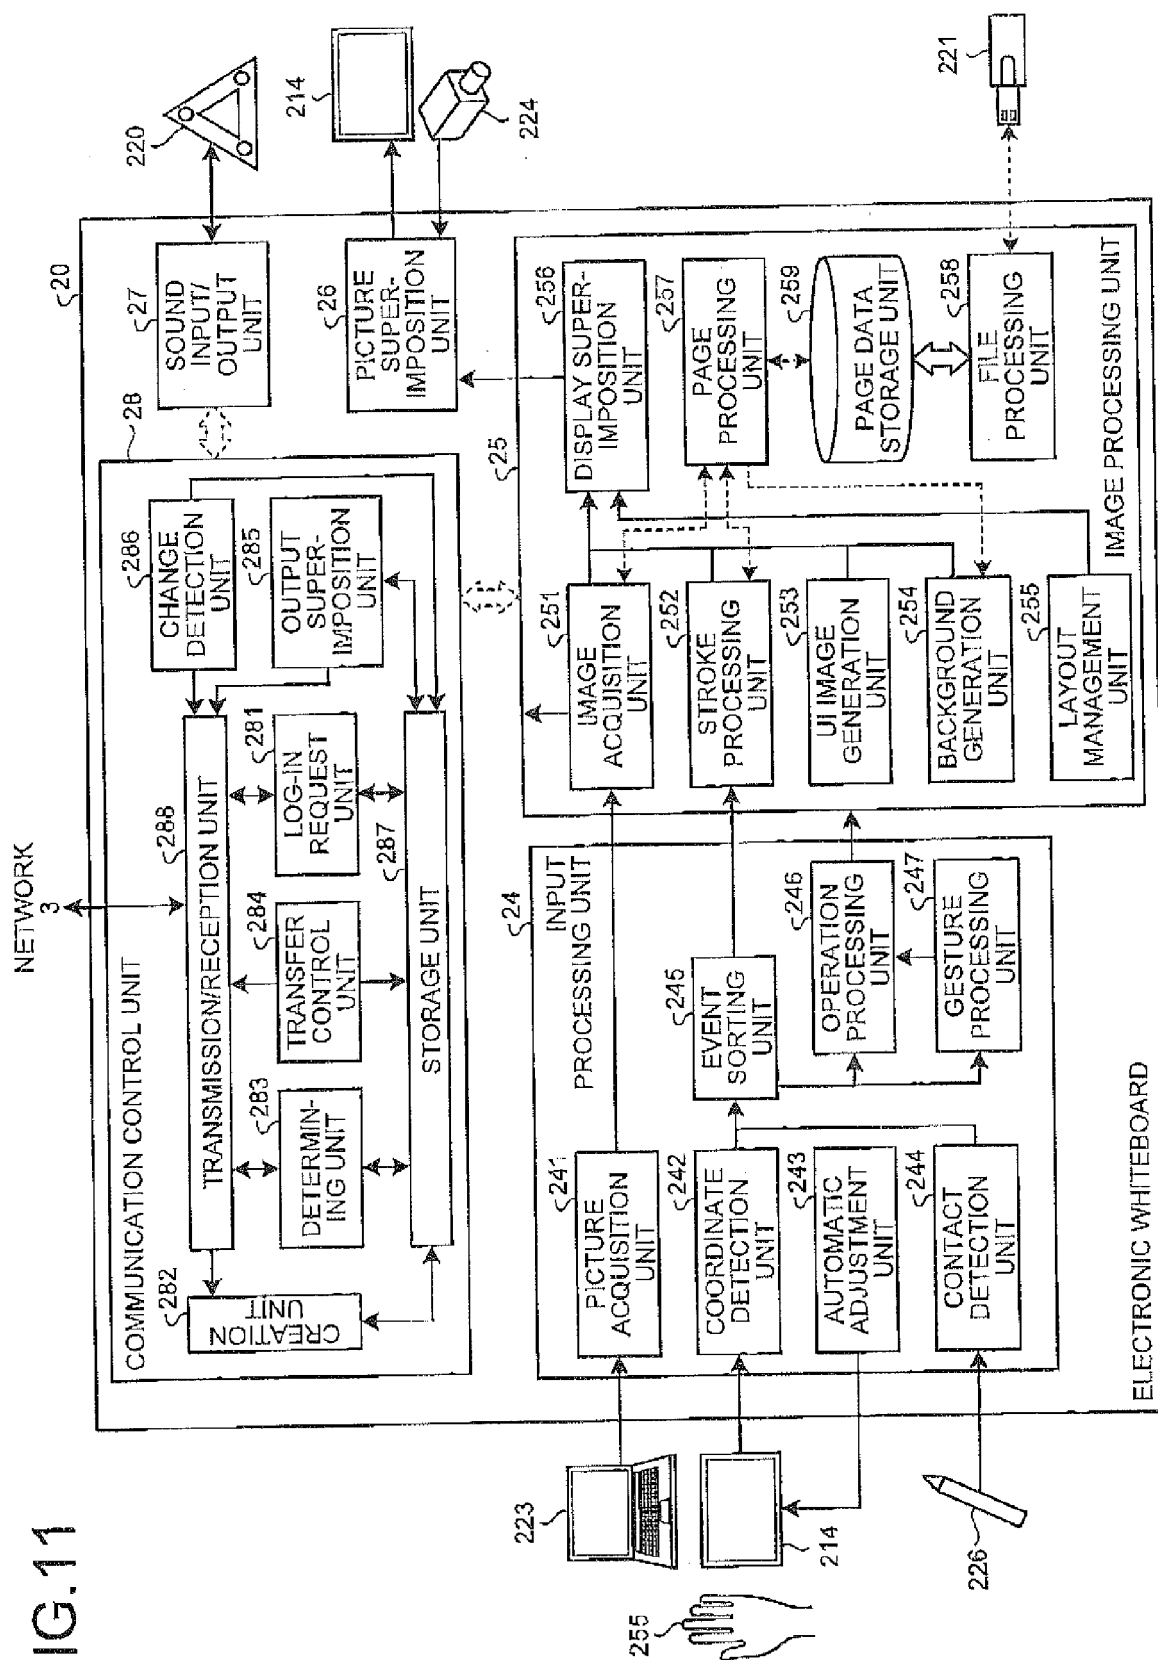 IG.11
NETWORK
3
COMMUNICATION CONTROL UNIT
282
CREATION
UNIT
288
TRANSMISSION/RECEPTION UNIT
283
DETERMIN-
ING UNIT
284
TRANSFER
CONTROL
UNIT
281
LOG-IN
REQUEST
UNIT
287
STORAGE UNIT
286
CHANGE
DETECTION
UNIT
285
OUTPUT
SUPER-
IMPOSITION
UNIT
28
27
SOUND
INPUT/
OUTPUT
UNIT
20
220
26
PICTURE
SUPER-
IMPOSITION
UNIT
214
224
223
255
214
226
24
INPUT
PROCESSING UNIT
241
PICTURE
ACQUISITION
UNIT
242
COORDINATE
DETECTION
UNIT
243
AUTOMATIC
ADJUSTMENT
UNIT
244
CONTACT
DETECTION
UNIT
245
EVENT
SORTING
UNIT
246
OPERATION
PROCESSING
UNIT
247
GESTURE
PROCESSING
UNIT
25
251
IMAGE
ACQUISITION
UNIT
252
STROKE
PROCESSING
UNIT
253
UI IMAGE
GENERATION
UNIT
254
BACKGROUND
GENERATION
UNIT
255
LAYOUT
MANAGEMENT
UNIT
256
DISPLAY SUPER-
IMPOSITION
UNIT
257
PAGE
PROCESSING
UNIT
259
PAGE DATA
STORAGE UNIT
258
FILE
PROCESSING
UNIT
221
IMAGE PROCESSING UNIT
ELECTRONIC WHITEBOARD